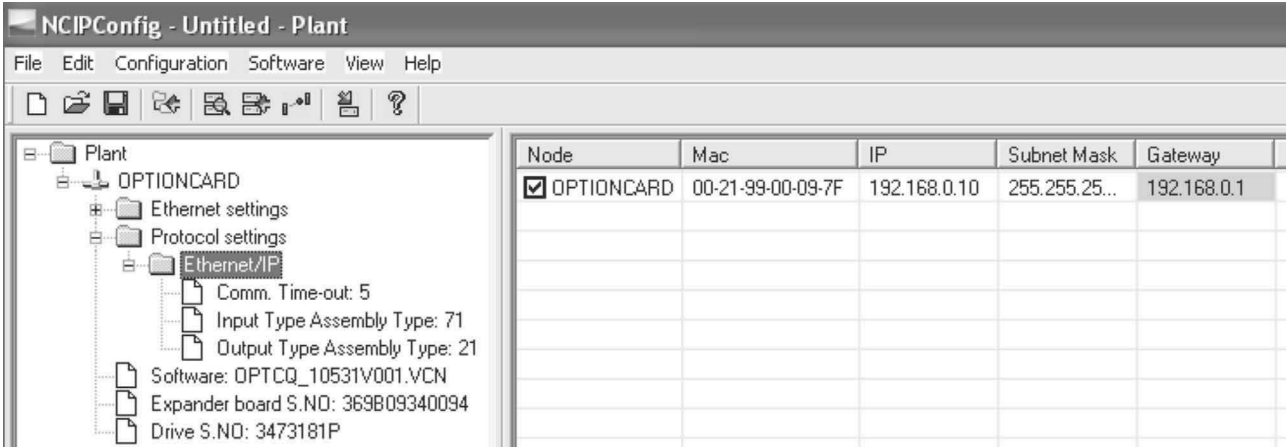 NCIPConfig - Untitled - Plant
File Edit Configuration Software View Help
Plant
OPTIONCARD
Ethernet settings
Protocol settings
Ethernet/IP
Comm. Time-out: 5
Input Type Assembly Type: 71
Output Type Assembly Type: 21
Software: OPTCQ_10531V001.VCN
Expander board S.NO: 369B09340094
Drive S.NO: 3473181P
Node Mac IP Subnet Mask Gateway
OPTIONCARD 00-21-99-00-09-7F 192.168.0.10 255.255.25... 192.168.0.1